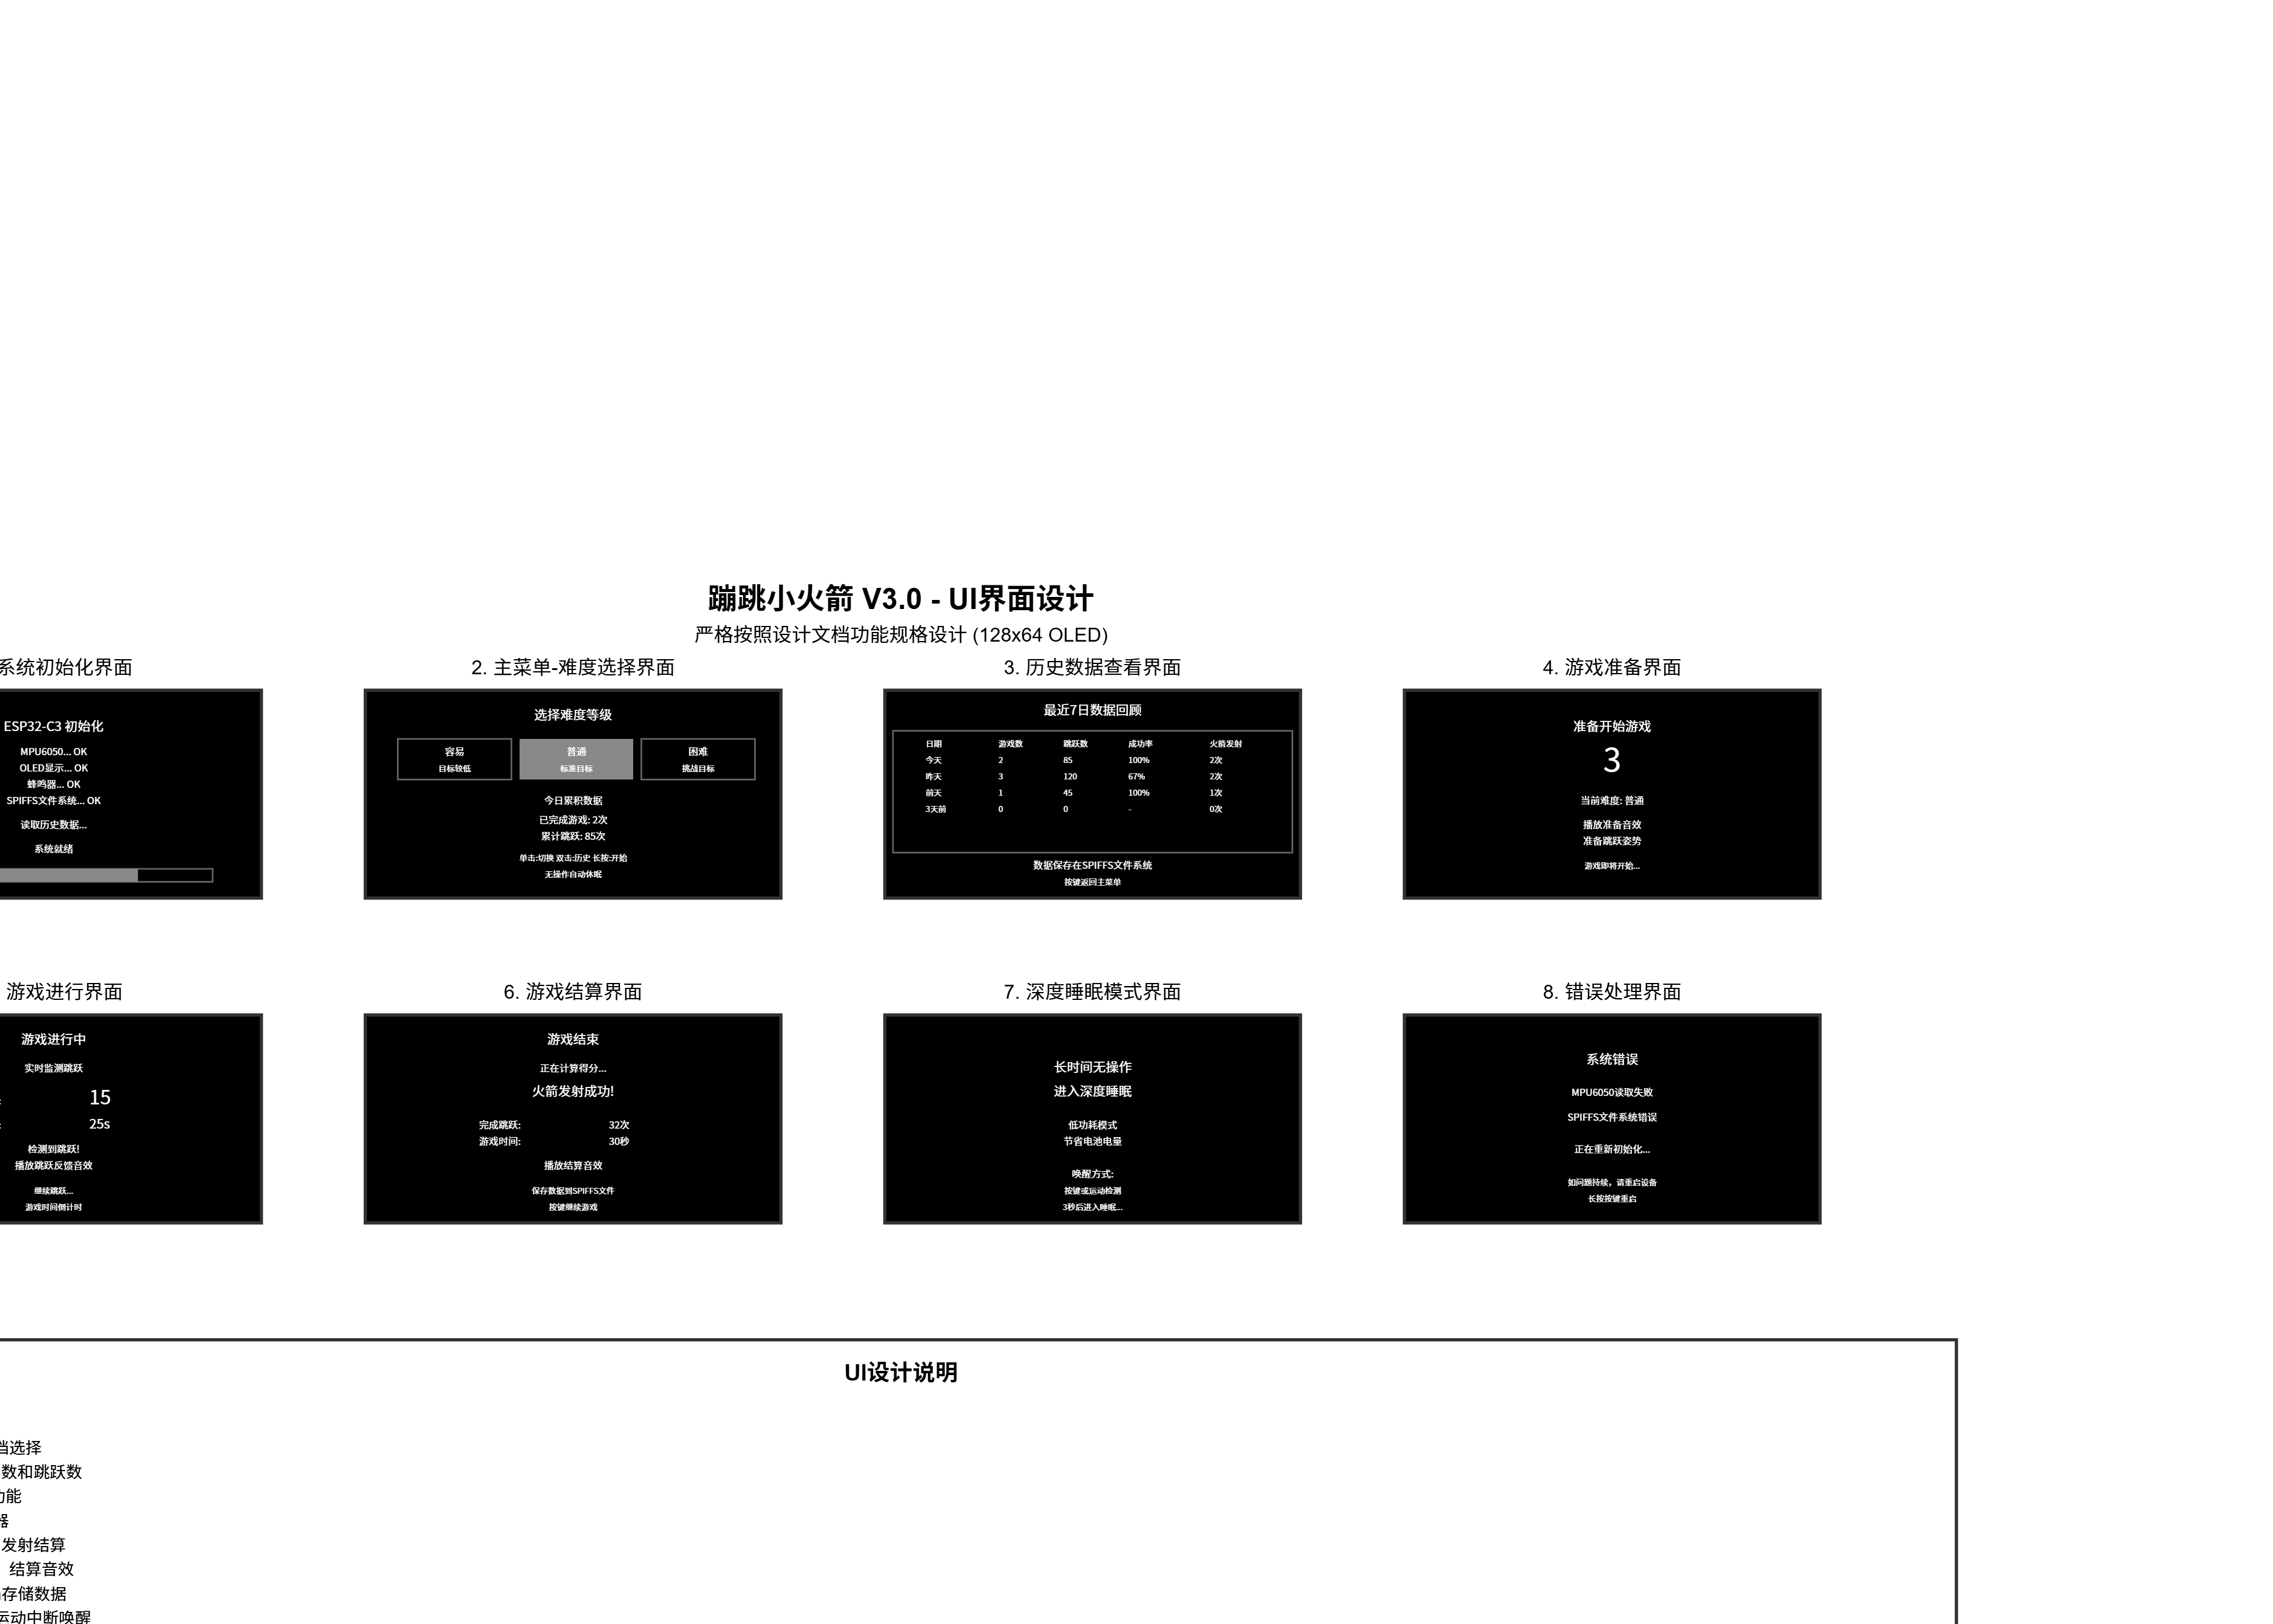 蹦跳小火箭 V3.0 - UI界面设计
严格按照设计文档功能规格设计 (128x64 OLED)
系统初始化界面
ESP32-C3 初始化
MPU6050... OK
OLED显示... OK
蜂鸣器... OK
SPIFFS文件系统... OK
读取历史数据...
系统就绪
2. 主菜单-难度选择界面
选择难度等级
容易 普通 困难
目标较低 标准目标 挑战目标
今日累积数据
已完成游戏: 2次
累计跳跃: 85次
单击:切换 双击:历史 长按:开始
无操作自动休眠
3. 历史数据查看界面
最近7日数据回顾
日期 游戏数 跳跃数 成功率 火箭发射
今天 2 85 100% 2次
昨天 3 120 67% 2次
前天 1 45 100% 1次
3天前 0 0 - 0次
数据保存在SPIFFS文件系统
按键返回主菜单
4. 游戏准备界面
准备开始游戏
3
当前难度: 普通
播放准备音效
准备跳跃姿势
游戏即将开始...
游戏进行界面
游戏进行中
实时监测跳跃
: 15
: 25s
检测到跳跃!
播放跳跃反馈音效
继续跳跃...
游戏时间倒计时
6. 游戏结算界面
游戏结束
正在计算得分...
火箭发射成功!
完成跳跃: 32次
游戏时间: 30秒
播放结算音效
保存数据到SPIFFS文件
按键继续游戏
7. 深度睡眠模式界面
长时间无操作
进入深度睡眠
低功耗模式
节省电池电量
唤醒方式:
按键或运动检测
3秒后进入睡眠...
8. 错误处理界面
系统错误
MPU6050读取失败
SPIFFS文件系统错误
正在重新初始化...
如问题持续，请重启设备
长按按键重启
UI设计说明
挡选择
数和跳跃数
功能
器
发射结算
结算音效
存储数据
运动中断唤醒